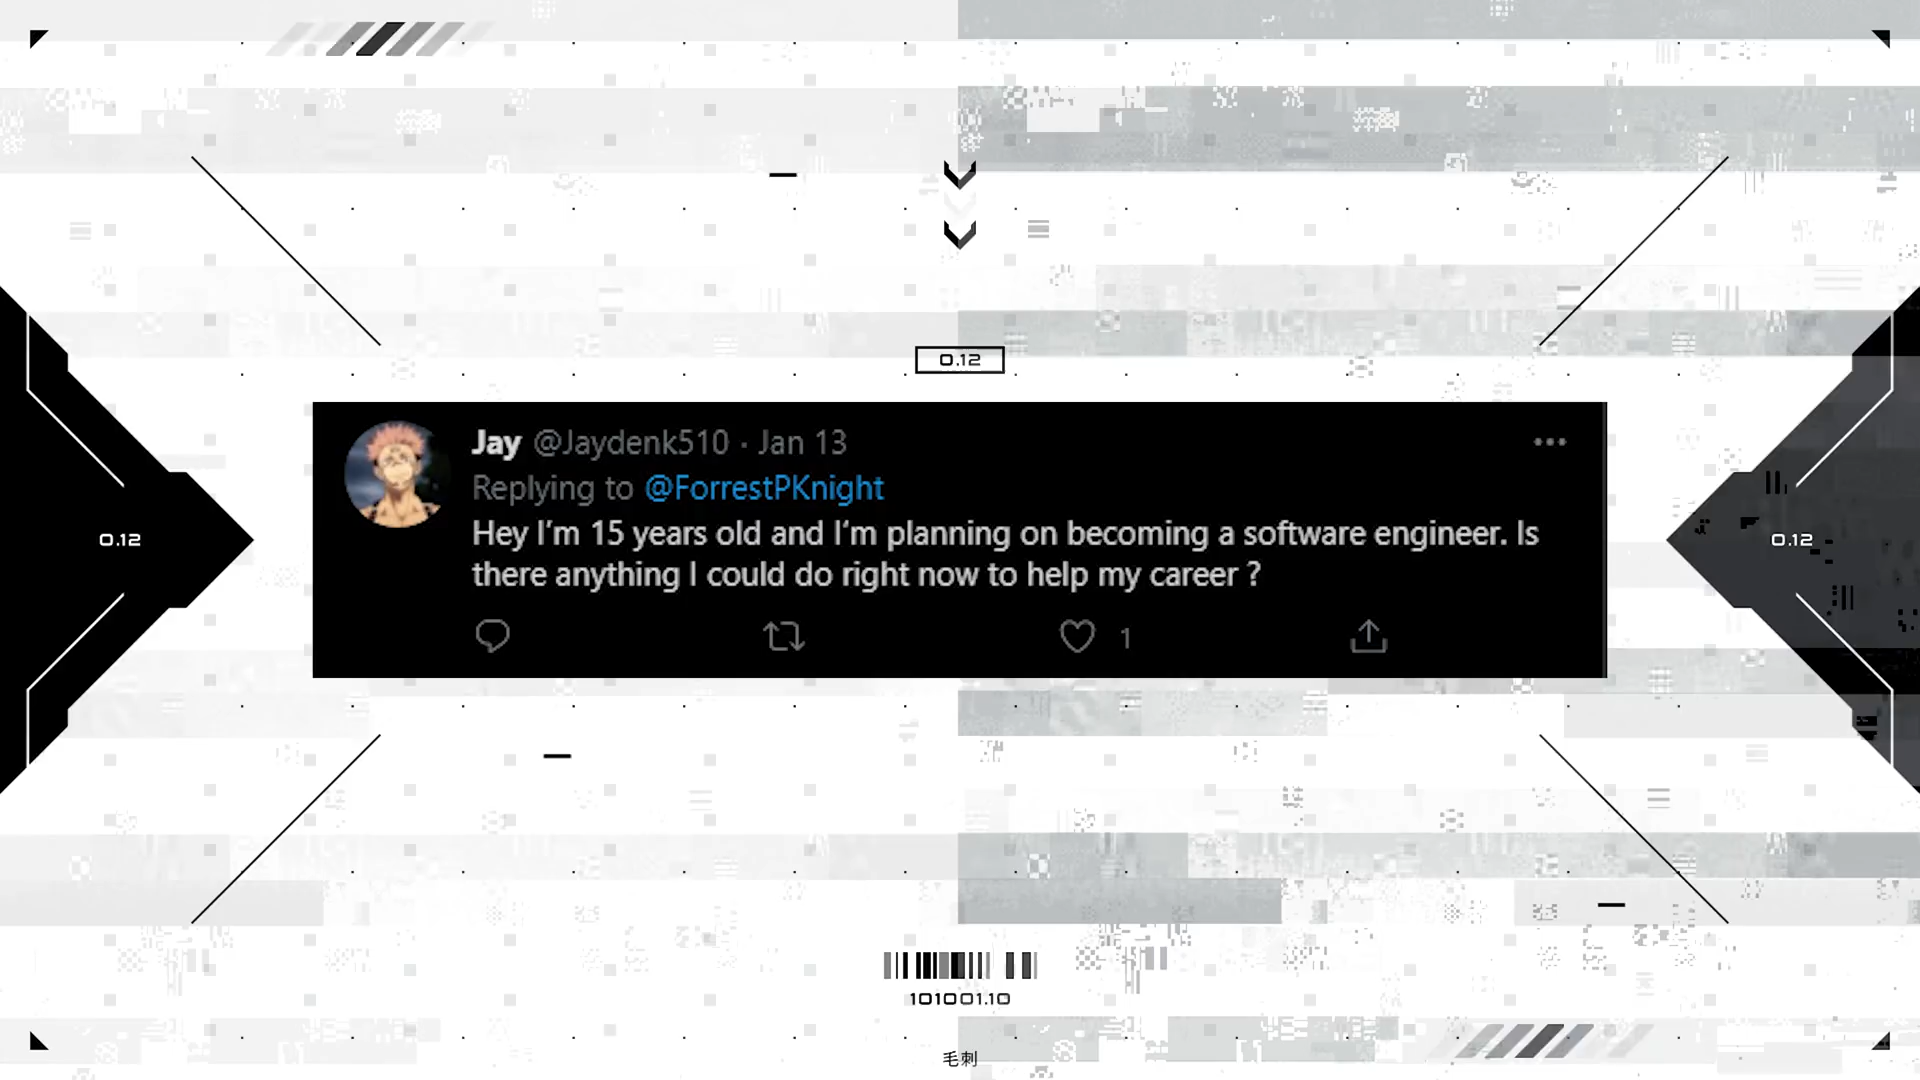 0.12
Jay @Jaydenk510 · Jan 13
Replying to @ForrestPKnight
Hey I'm 15 years old and I'm planning on becoming a software engineer. Is
there anything I could do right now to help my career ?
1
0.12
0.12
101001.10
毛刺